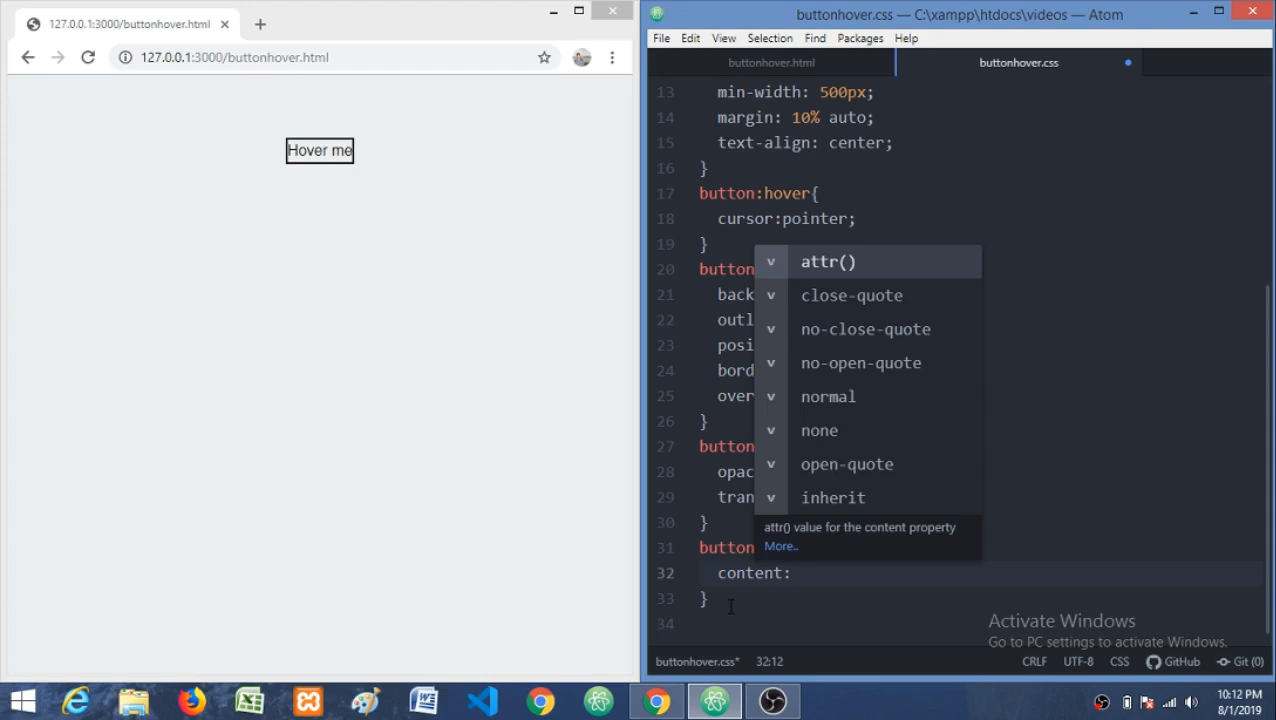 127.0.0.1:3000/buttonhover.html
127.0.0.1:3000/buttonhover.html
Hover me
buttonhover.css — C:\xampp\htdocs\videos — Atom
File Edit View Selection Find Packages Help
buttonhover.html buttonhover.css
13 min-width: 500px;
14 margin: 10% auto;
15 text-align: center;
16 }
17 button:hover{
18 cursor:pointer;
19 }
20 button
21 back
22 outl
23 posi
24 bord
25 over
26 }
27 button
28 opac
29 tran
30 }
31 button
32 content:
33 }
34
v attr()
v close-quote
v no-close-quote
v no-open-quote
v normal
v none
v open-quote
v inherit
attr() value for the content property
More..
Activate Windows
Go to PC settings to activate Windows.
buttonhover.css* 32:12 CRLF UTF-8 CSS GitHub Git (0)
10:12 PM
8/1/2019